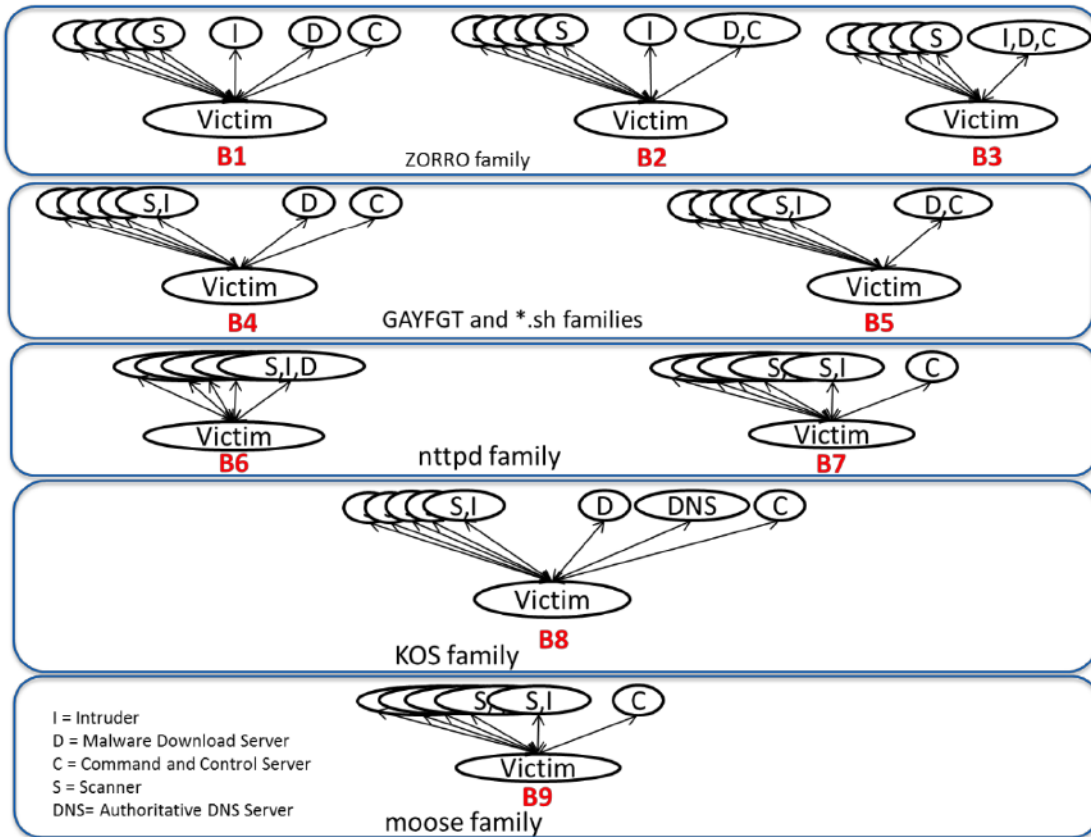 S I D C S I D,C S I,D,C
Victim Victim Victim
B1 B2 B3
ZORRO family
S,I D C S,I D,C
Victim Victim
B4 B5
GAYFGT and *.sh families
S,I,D S, S,I C
Victim Victim
B6 B7
nttpd family
S,I D DNS C
Victim
B8
KOS family
S, S,I C
I = Intruder
D = Malware Download Server
C = Command and Control Server
S = Scanner
DNS= Authoritative DNS Server
Victim
B9
moose family